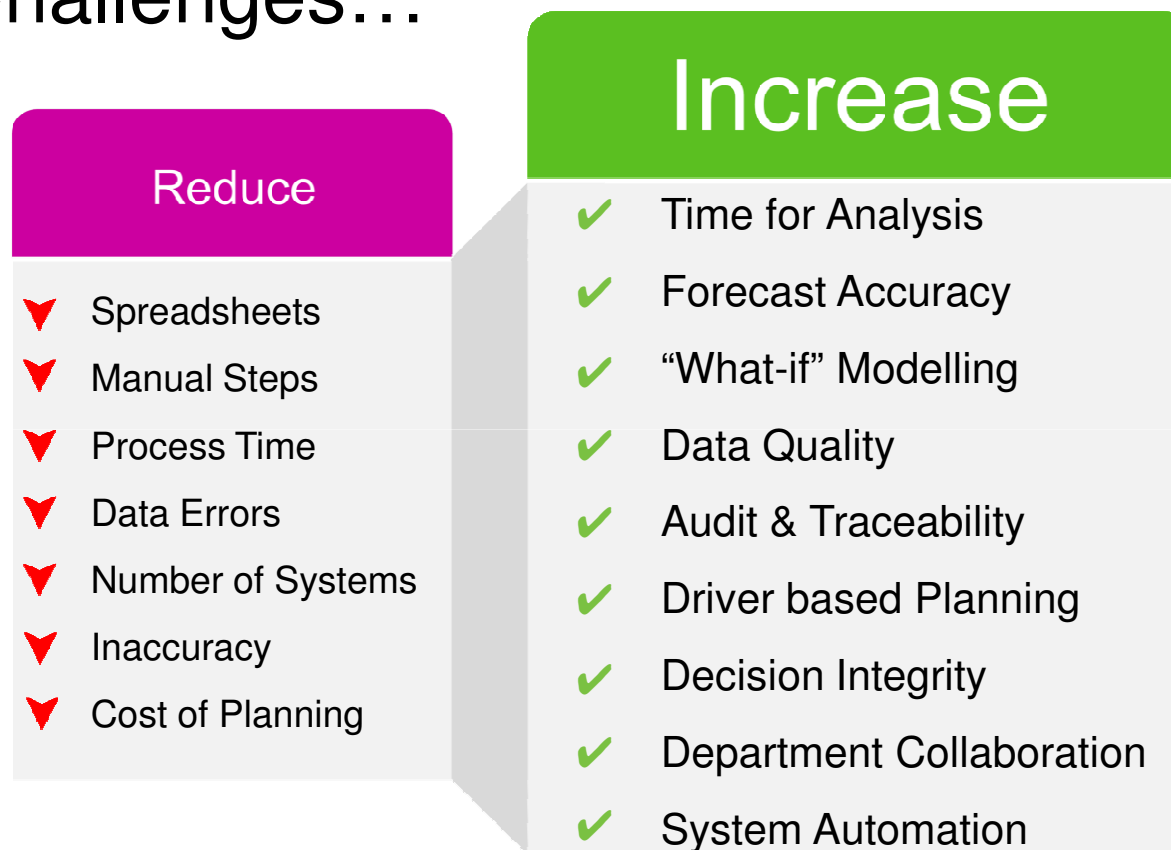 hallenges…
Reduce
Spreadsheets
Manual Steps
Process Time
Data Errors
Number of Systems
Inaccuracy
Cost of Planning
Increase
Time for Analysis
Forecast Accuracy
“What-if” Modelling
Data Quality
Audit & Traceability
Driver based Planning
Decision Integrity
Department Collaboration
System Automation